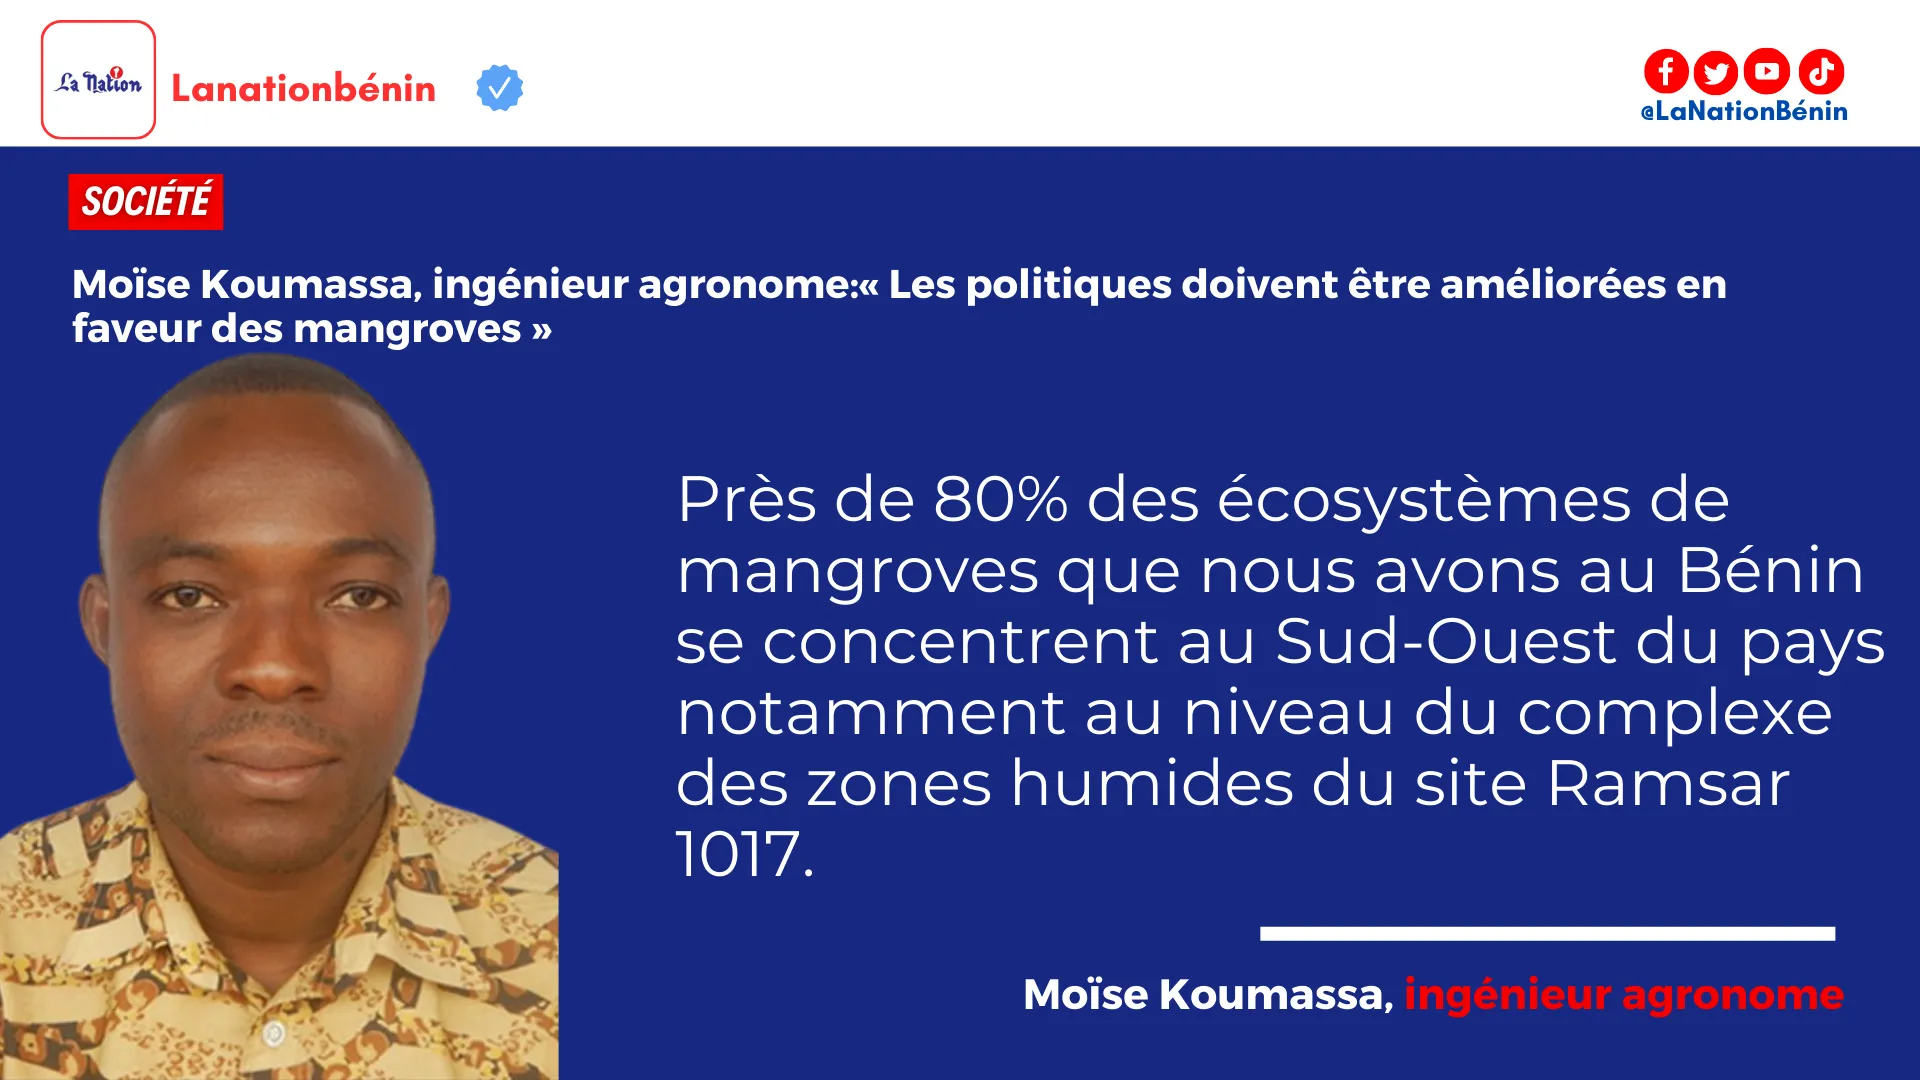 La Nation
Lanationbénin
@LaNationBénin
SOCIÉTÉ
Moïse Koumassa, ingénieur agronome:« Les politiques doivent être améliorées en
faveur des mangroves »
Près de 80% des écosystèmes de
mangroves que nous avons au Bénin
se concentrent au Sud-Ouest du pays
notamment au niveau du complexe
des zones humides du site Ramsar
1017.
Moïse Koumassa, ingénieur agronome